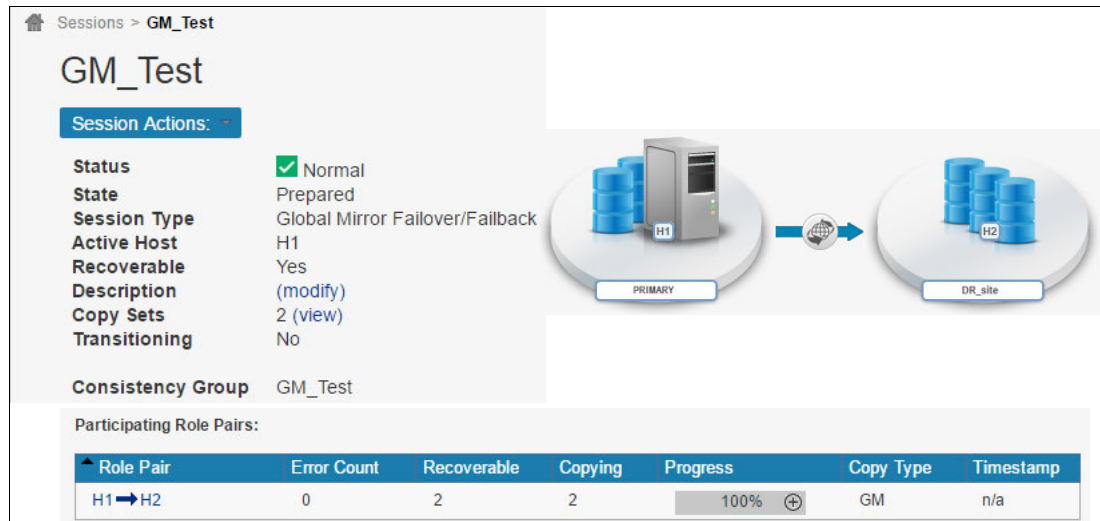 Sessions > GM_Test
GM_Test
Session Actions:
Status Normal
State Prepared
Session Type Global Mirror Failover/Failback
Active Host H1
Recoverable Yes
Description (modify)
Copy Sets 2 (view)
Transitioning No
Consistency Group GM_Test
H1
PRIMARY
H2
DR_site
Participating Role Pairs:
Role Pair Error Count Recoverable Copying Progress Copy Type Timestamp
H1 H2 0 2 2 100% GM n/a